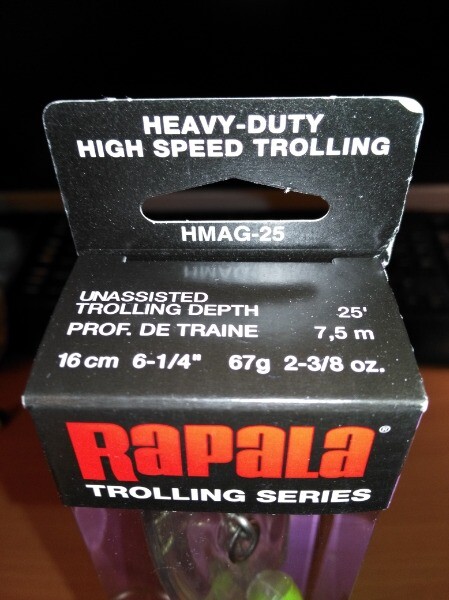 HEAVY-DUTY
HIGH SPEED TROLLING
HMAG-25
UNASSISTED
TROLLING DEPTH 25'
PROF. DE TRAINE 7,5 m
16 cm 6-1/4" 67g 2-3/8 oz.
RAPALA®
TROLLING SERIES